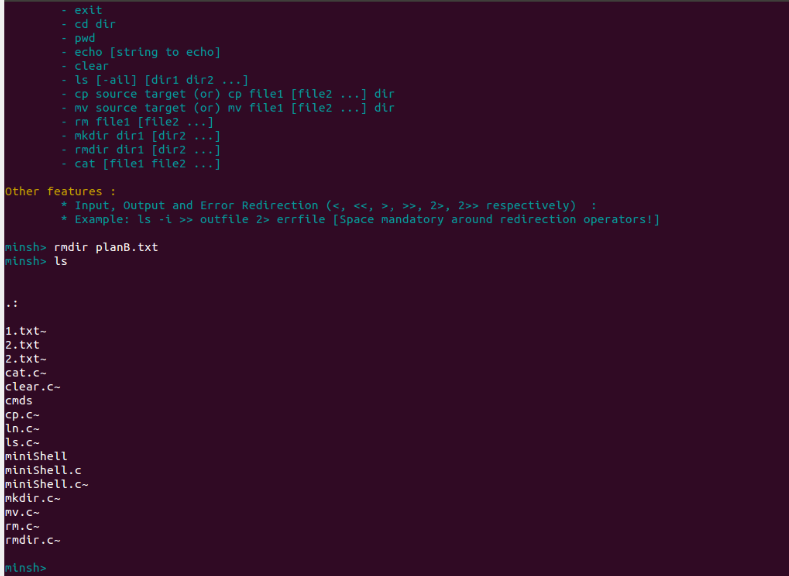 - exit
- cd dir
- pwd
- echo [string to echo]
- clear
- ls [-ail] [dir1 dir2 ...]
- cp source target (or) cp file1 [file2 ...] dir
- mv source target (or) mv file1 [file2 ...] dir
- rm file1 [file2 ...]
- mkdir dir1 [dir2 ...]
- rmdir dir1 [dir2 ...]
- cat [file1 file2 ...]
Other features :
* Input, Output and Error Redirection (<, <<, >, >>, 2>, 2>> respectively)  :
* Example: ls -i >> outfile 2> errfile [Space mandatory around redirection operators!]
minsh> rmdir planB.txt
minsh> ls
.:
1.txt~
2.txt
2.txt~
cat.c~
clear.c~
cmds
cp.c~
ln.c~
ls.c~
miniShell
miniShell.c
miniShell.c~
mkdir.c~
mv.c~
rm.c~
rmdir.c~
minsh>